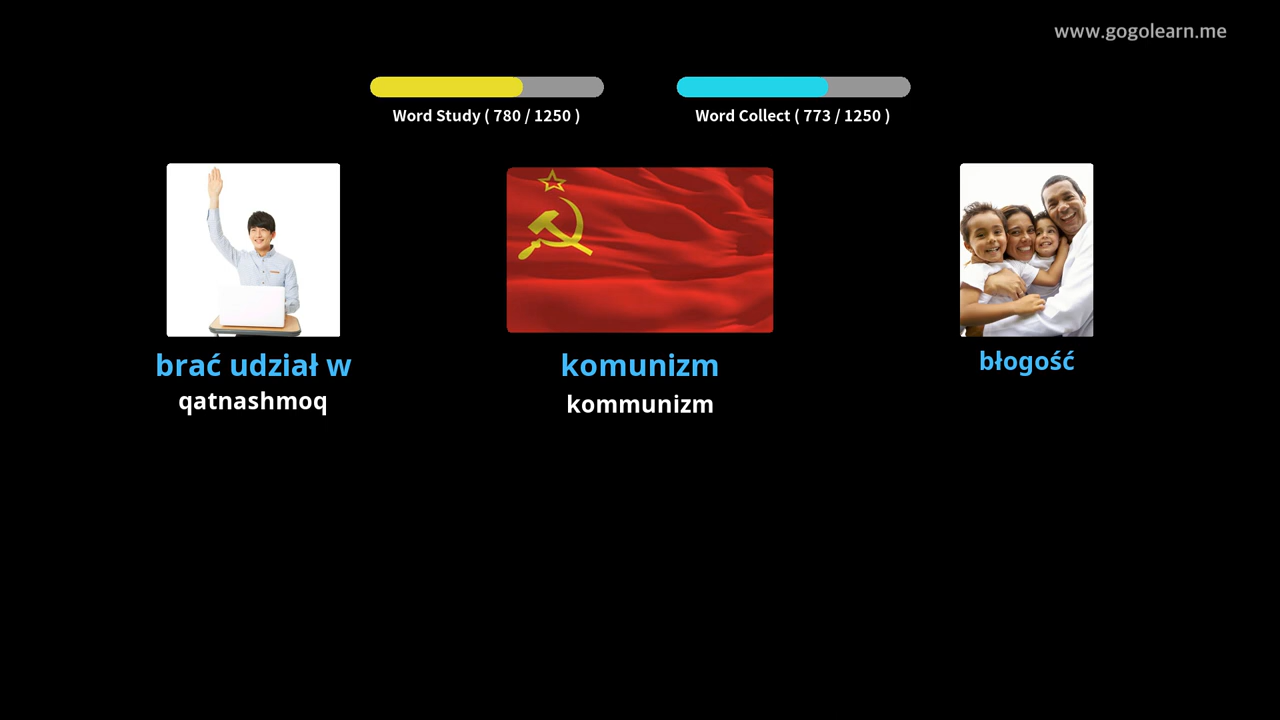 www.gogolearn.me
Word Study ( 780 / 1250 )
Word Collect ( 773 / 1250 )
brać udział w
qatnashmoq
komunizm
kommunizm
błogość